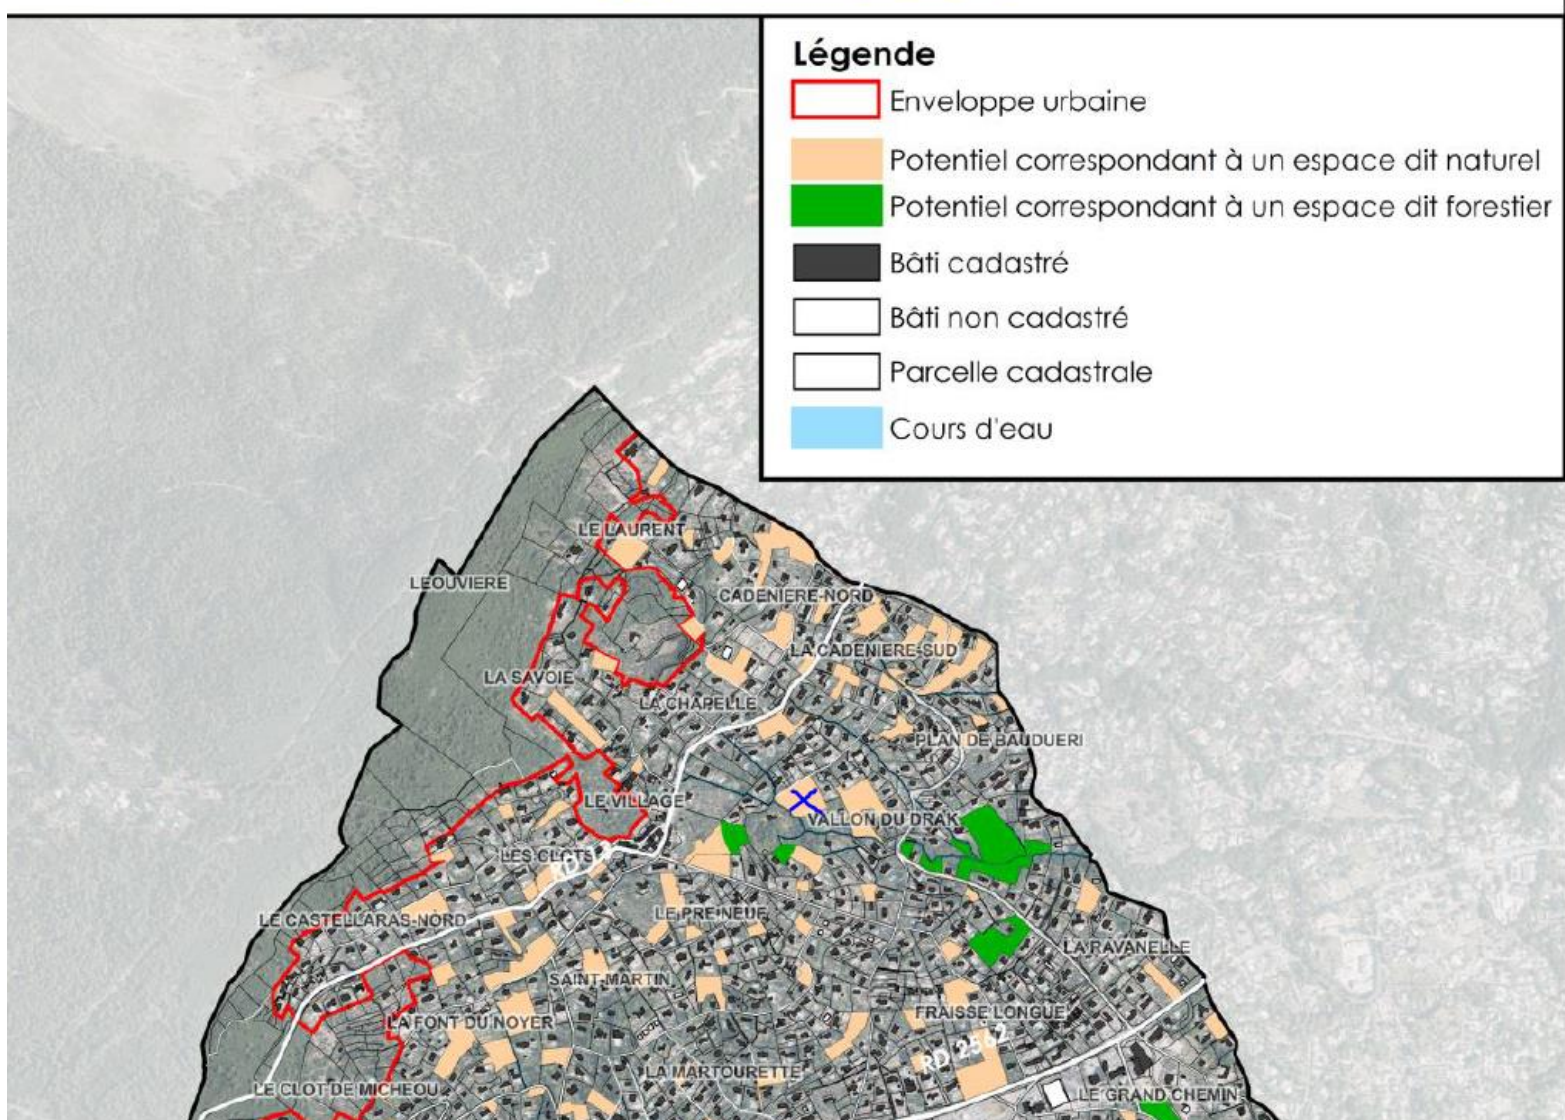 Légende
Enveloppe urbaine
Potentiel correspondant à un espace dit naturel
Potentiel correspondant à un espace dit forestier
Bâti cadastré
Bâti non cadastré
Parcelle cadastrale
Cours d'eau
LE LAURENT
LEOUVIERE
CADENIERE-NORD
LA CADENIERE-SUD
LA SAVOIE
LA CHAPELLE
PLAN DE BAUDUERI
LE VILLAGE
VALLON DU DRAK
LES CLOTS
LE CASTELLARAS-NORD
LE PRE NEUF
LA RAVANELLE
SAINT-MARTIN
FRAISSE LONGUE
LA FONT DU NOYER
RD 2562
LA MARTOURETTE
LE CLOT DE MICHEOU
LE GRAND CHEMIN